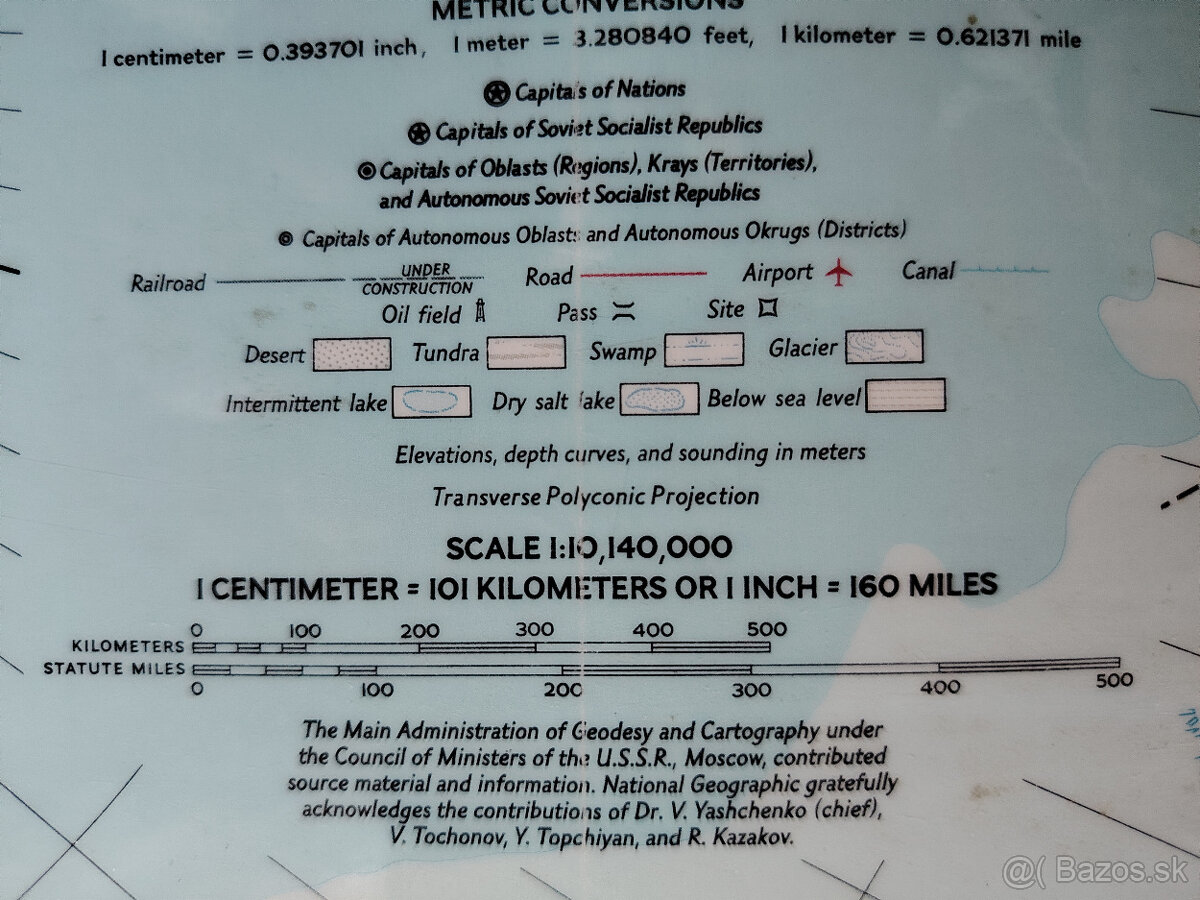 METRIC CONVERSIONS
1 centimeter = 0.393701 inch, 1 meter = 3.280840 feet, 1 kilometer = 0.621371 mile
Capitals of Nations
Capitals of Soviet Socialist Republics
Capitals of Oblasts (Regions), Krays (Territories),
and Autonomous Soviet Socialist Republics
Capitals of Autonomous Oblasts and Autonomous Okrugs (Districts)
Railroad UNDER CONSTRUCTION Road Airport Canal
Oil field Pass Site
Desert Tundra Swamp Glacier
Intermittent lake Dry salt lake Below sea level
Elevations, depth curves, and sounding in meters
Transverse Polyconic Projection
SCALE 1:10,140,000
1 CENTIMETER = 101 KILOMETERS OR 1 INCH = 160 MILES
0 100 200 300 400 500
KILOMETERS
STATUTE MILES
0 100 200 300 400 500
The Main Administration of Geodesy and Cartography under
the Council of Ministers of the U.S.S.R., Moscow, contributed
source material and information. National Geographic gratefully
acknowledges the contributions of Dr. V. Yashchenko (chief),
V. Tochonov, Y. Topchiyan, and R. Kazakov.
@( Bazos.sk